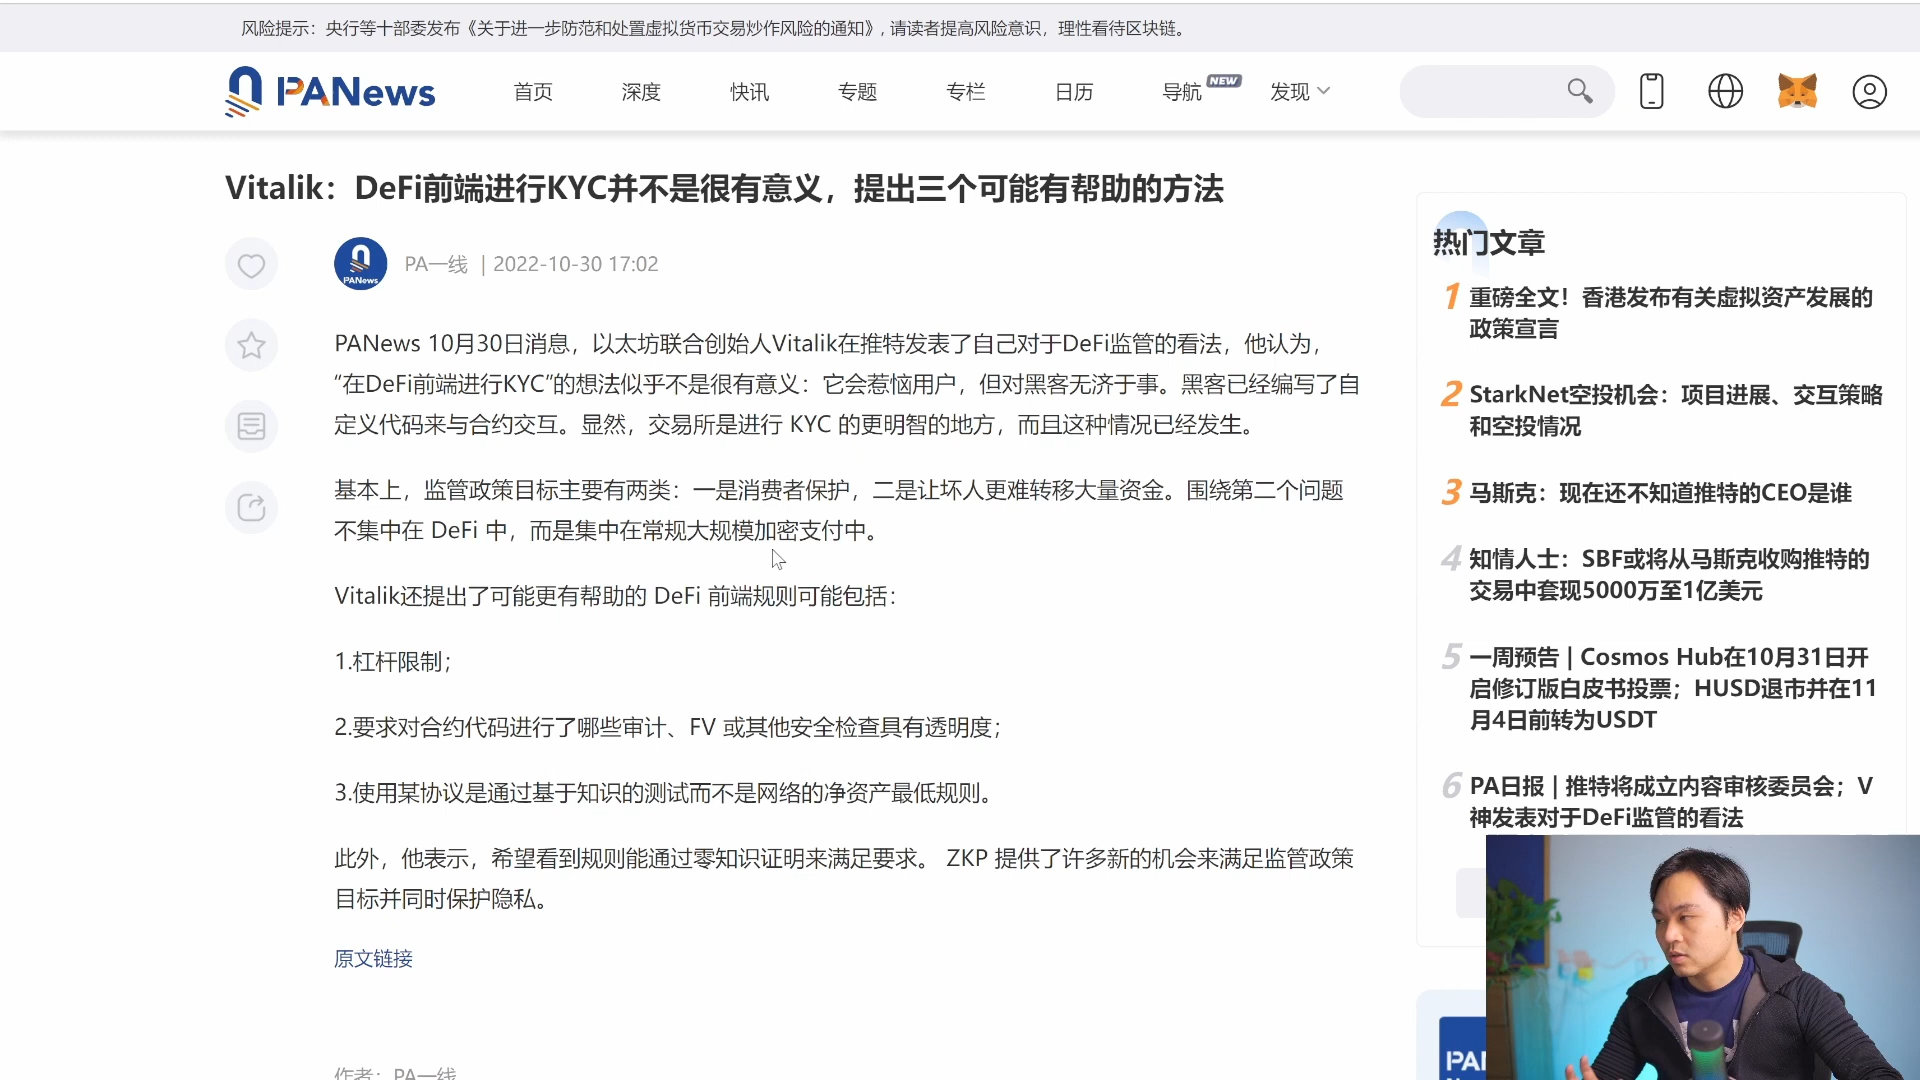 风险提示：央行等十部委发布《关于进一步防范和处置虚拟货币交易炒作风险的通知》，请读者提高风险意识，理性看待区块链。
PANews 首页 深度 快讯 专题 专栏 日历 导航 NEW 发现
Vitalik：DeFi前端进行KYC并不是很有意义，提出三个可能有帮助的方法
PANews
PA一线 | 2022-10-30 17:02
PANews 10月30日消息，以太坊联合创始人Vitalik在推特发表了自己对于DeFi监管的看法，他认为，
“在DeFi前端进行KYC”的想法似乎不是很有意义：它会惹恼用户，但对黑客无济于事。黑客已经编写了自
定义代码来与合约交互。显然，交易所是进行 KYC 的更明智的地方，而且这种情况已经发生。
基本上，监管政策目标主要有两类：一是消费者保护，二是让坏人更难转移大量资金。围绕第二个问题
不集中在 DeFi 中，而是集中在常规大规模加密支付中。
Vitalik还提出了可能更有帮助的 DeFi 前端规则可能包括：
1.杠杆限制；
2.要求对合约代码进行了哪些审计、FV 或其他安全检查具有透明度；
3.使用某协议是通过基于知识的测试而不是网络的净资产最低规则。
此外，他表示，希望看到规则能通过零知识证明来满足要求。 ZKP 提供了许多新的机会来满足监管政策
目标并同时保护隐私。
原文链接
作者：PA一线
热门文章
1 重磅全文！香港发布有关虚拟资产发展的
政策宣言
2 StarkNet空投机会：项目进展、交互策略
和空投情况
3 马斯克：现在还不知道推特的CEO是谁
4 知情人士：SBF或将从马斯克收购推特的
交易中套现5000万至1亿美元
5 一周预告 | Cosmos Hub在10月31日开
启修订版白皮书投票；HUSD退市并在11
月4日前转为USDT
6 PA日报 | 推特将成立内容审核委员会；V
神发表对于DeFi监管的看法